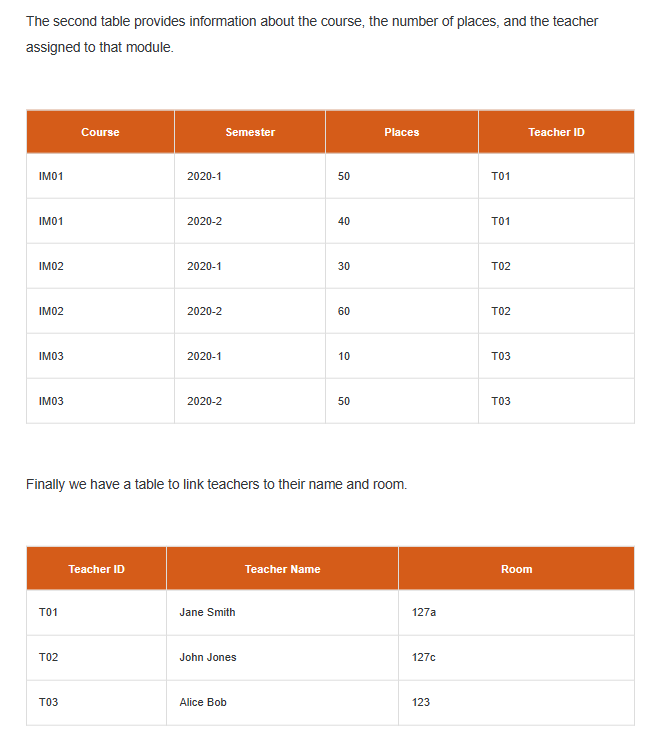 The second table provides information about the course, the number of places, and the teacher
assigned to that module.
Course Semester Places Teacher ID
IM01 2020-1 50 T01
IM01 2020-2 40 T01
IM02 2020-1 30 T02
IM02 2020-2 60 T02
IM03 2020-1 10 T03
IM03 2020-2 50 T03
Finally we have a table to link teachers to their name and room.
Teacher ID Teacher Name Room
T01 Jane Smith 127a
T02 John Jones 127c
T03 Alice Bob 123